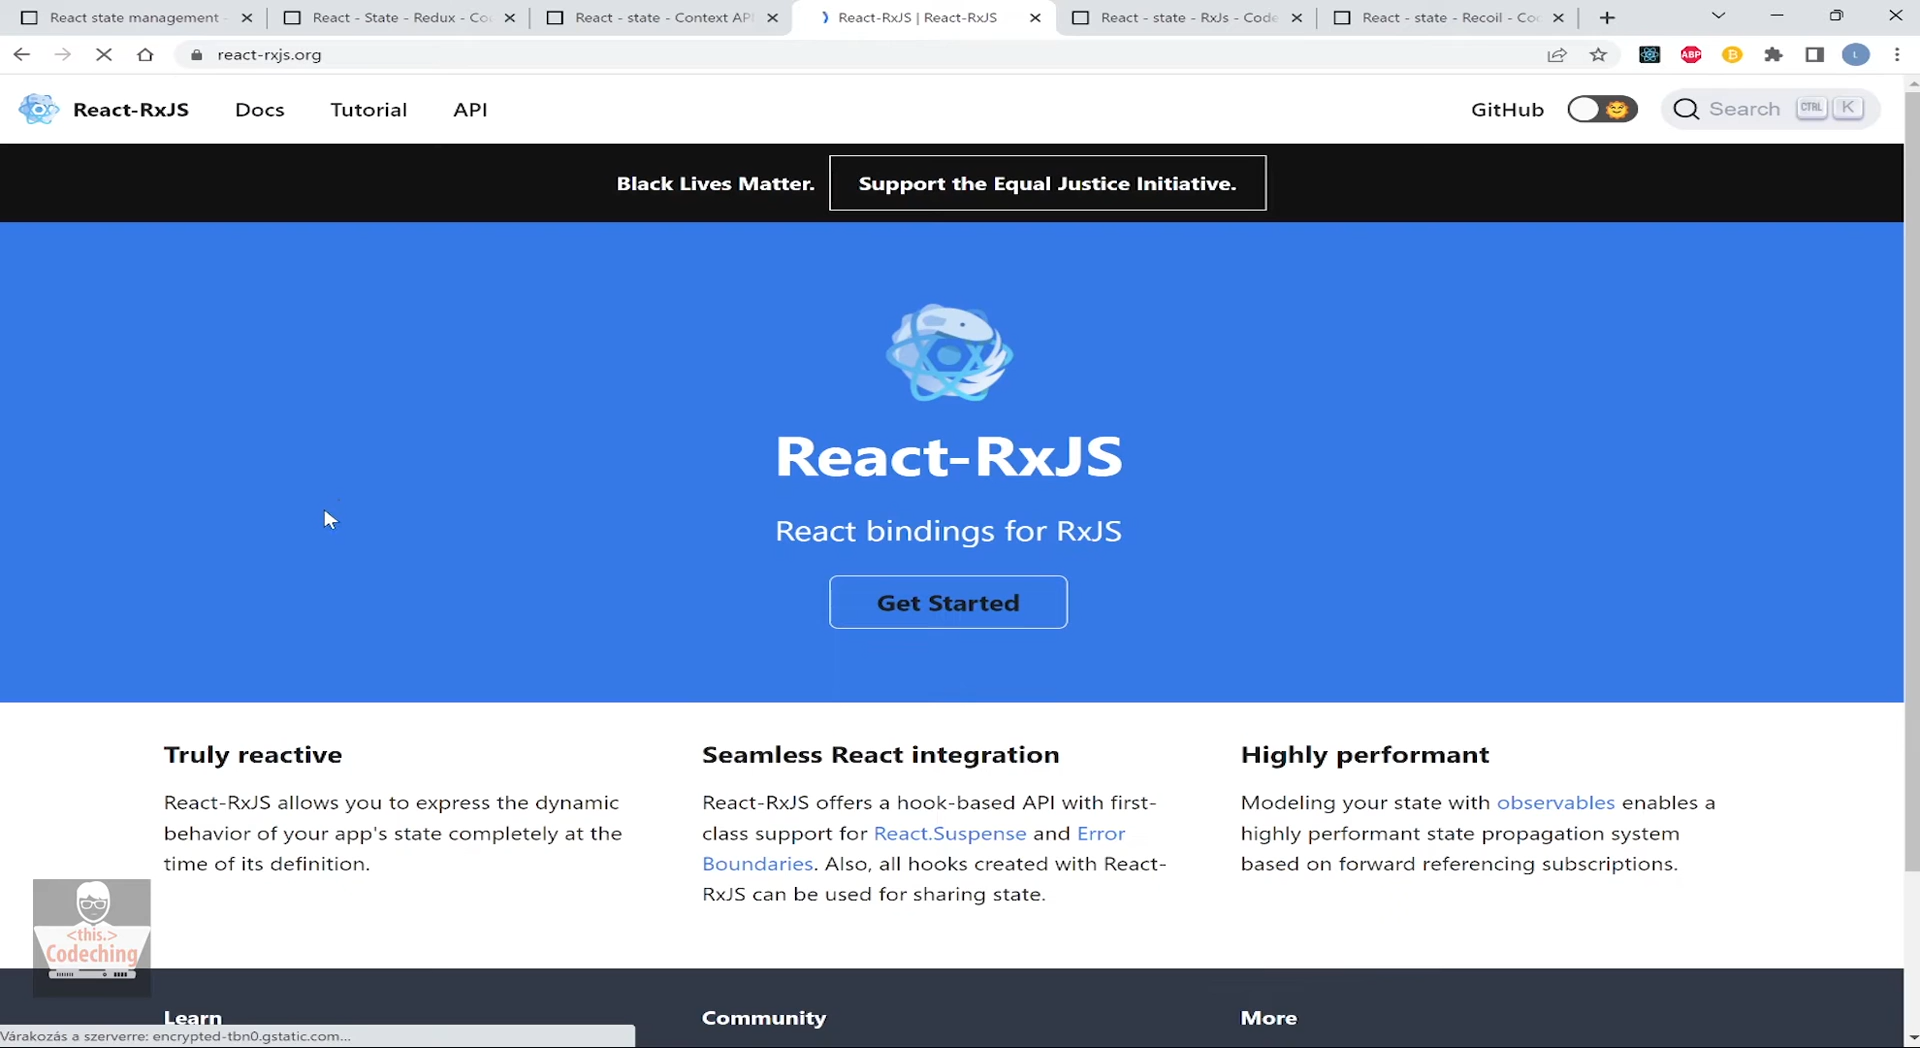 React state management -
React - State - Redux - Co
React - state - Context API
React-RxJS | React-RxJS
React - state - RxJs - Code
React - state - Recoil - Co
react-rxjs.org
ABP
L
React-RxJS
Docs
Tutorial
API
GitHub
Search
CTRL
K
Black Lives Matter.
Support the Equal Justice Initiative.
React-RxJS
React bindings for RxJS
Get Started
Truly reactive
React-RxJS allows you to express the dynamic
behavior of your app's state completely at the
time of its definition.
Seamless React integration
React-RxJS offers a hook-based API with first-
class support for React.Suspense and Error
Boundaries. Also, all hooks created with React-
RxJS can be used for sharing state.
Highly performant
Modeling your state with observables enables a
highly performant state propagation system
based on forward referencing subscriptions.
<this.>
Codeching
Learn
Community
More
Várakozás a szerverre: encrypted-tbn0.gstatic.com...